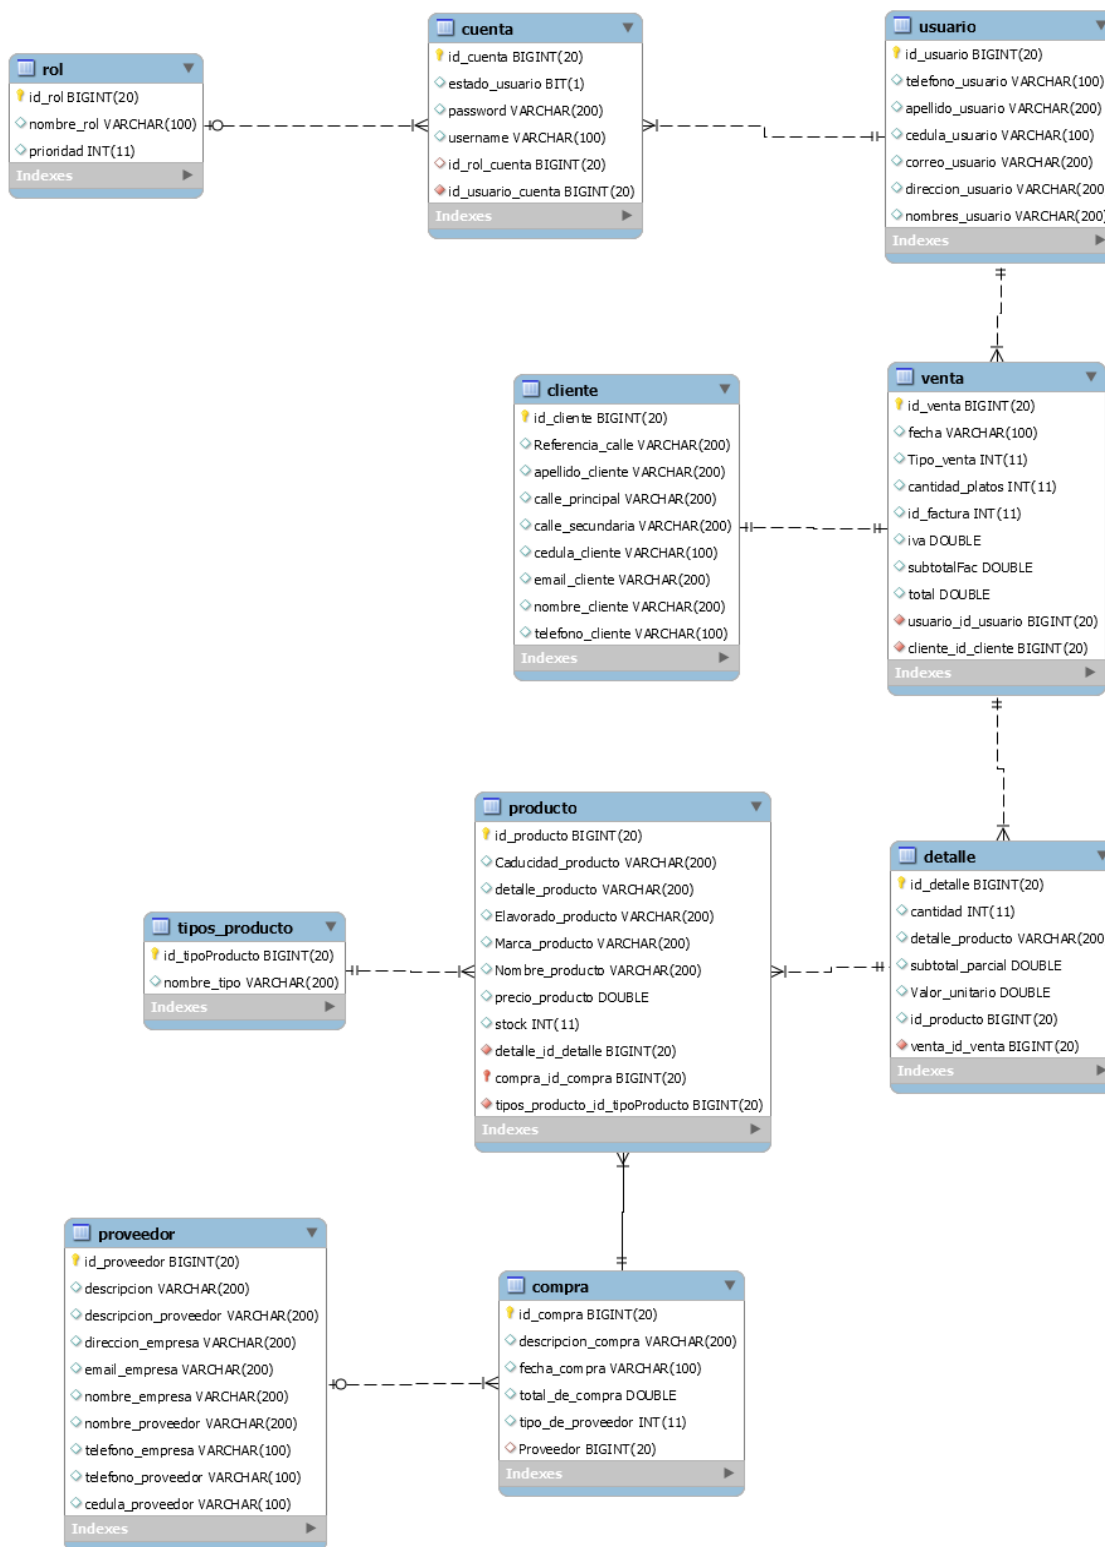 rol
id_rol BIGINT(20)
nombre_rol VARCHAR(100)
prioridad INT(11)
Indexes
cuenta
id_cuenta BIGINT(20)
estado_usuario BIT(1)
password VARCHAR(200)
username VARCHAR(100)
id_rol_cuenta BIGINT(20)
id_usuario_cuenta BIGINT(20)
Indexes
usuario
id_usuario BIGINT(20)
telefono_usuario VARCHAR(100)
apellido_usuario VARCHAR(200)
cedula_usuario VARCHAR(100)
correo_usuario VARCHAR(200)
direccion_usuario VARCHAR(200
nombres_usuario VARCHAR(200)
Indexes
cliente
id_cliente BIGINT(20)
Referencia_calle VARCHAR(200)
apellido_cliente VARCHAR(200)
calle_principal VARCHAR(200)
calle_secundaria VARCHAR(200)
cedula_cliente VARCHAR(100)
email_cliente VARCHAR(200)
nombre_cliente VARCHAR(200)
telefono_cliente VARCHAR(100)
Indexes
venta
id_venta BIGINT(20)
fecha VARCHAR(100)
Tipo_venta INT(11)
cantidad_platos INT(11)
id_factura INT(11)
iva DOUBLE
subtotalFac DOUBLE
total DOUBLE
usuario_id_usuario BIGINT(20)
cliente_id_cliente BIGINT(20)
Indexes
producto
id_producto BIGINT(20)
Caducidad_producto VARCHAR(200)
detalle_producto VARCHAR(200)
Elavorado_producto VARCHAR(200)
Marca_producto VARCHAR(200)
Nombre_producto VARCHAR(200)
precio_producto DOUBLE
stock INT(11)
detalle_id_detalle BIGINT(20)
compra_id_compra BIGINT(20)
tipos_producto_id_tipoProducto BIGINT(20)
Indexes
detalle
id_detalle BIGINT(20)
cantidad INT(11)
detalle_producto VARCHAR(200
subtotal_parcial DOUBLE
Valor_unitario DOUBLE
id_producto BIGINT(20)
venta_id_venta BIGINT(20)
Indexes
tipos_producto
id_tipoProducto BIGINT(20)
nombre_tipo VARCHAR(200)
Indexes
proveedor
id_proveedor BIGINT(20)
descripcion VARCHAR(200)
descripcion_proveedor VARCHAR(200)
direccion_empresa VARCHAR(200)
email_empresa VARCHAR(200)
nombre_empresa VARCHAR(200)
nombre_proveedor VARCHAR(200)
telefono_empresa VARCHAR(100)
telefono_proveedor VARCHAR(100)
cedula_proveedor VARCHAR(100)
Indexes
compra
id_compra BIGINT(20)
descripcion_compra VARCHAR(200)
fecha_compra VARCHAR(100)
total_de_compra DOUBLE
tipo_de_proveedor INT(11)
Proveedor BIGINT(20)
Indexes